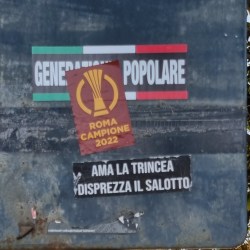 GENERAZIONE POPOLARE
ROMA
CAMPIONE
2022
AMA LA TRINCEA
DISPREZZA IL SALOTTO